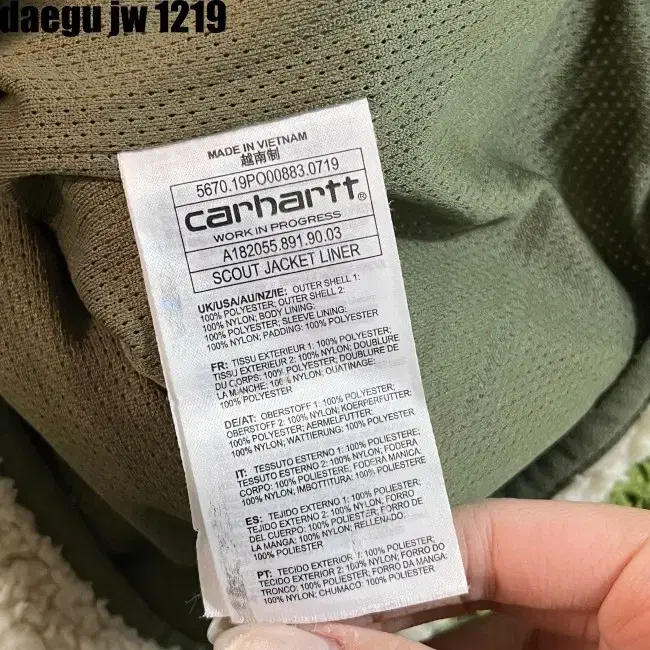 daegu jw 1219
MADE IN VIETNAM
越南制
5670.19PO00883.0719
carhartt®
WORK IN PROGRESS
A182055.891.90.03
SCOUT JACKET LINER
UK/USA/AU/NZ/IE: OUTER SHELL 1:
100% POLYESTER; OUTER SHELL 2:
100% NYLON; BODY LINING:
100% POLYESTER; SLEEVE LINING:
100% NYLON; PADDING: 100% POLYESTER
FR: TISSU EXTERIEUR 1: 100% POLYESTER;
TISSU EXTERIEUR 2: 100% NYLON; DOUBLURE
DU CORPS: 100% POLYESTER; DOUBLURE DE
LA MANCHE: 100% NYLON; OUATINAGE:
100% POLYESTER
DE/AT: OBERSTOFF 1: 100% POLYESTER;
OBERSTOFF 2: 100% NYLON; KOERPERFUTTER:
100% POLYESTER; AERMELFUTTER:
100% NYLON; WATTIERUNG: 100% POLYESTER
IT: TESSUTO ESTERNO 1: 100% POLIESTERE;
TESSUTO ESTERNO 2: 100% NYLON; FODERA
CORPO: 100% POLIESTERE; FODERA MANICA:
100% NYLON; IMBOTTITURA: 100% POLIESTERE
ES: TEJIDO EXTERNO 1: 100% POLIESTER;
TEJIDO EXTERNO 2: 100% NYLON; FORRO
DEL CUERPO: 100% POLIESTER; FORRO DE
LA MANGA: 100% NYLON; RELLENADO:
100% POLIESTER
PT: TECIDO EXTERIOR 1: 100% POLIESTER;
TECIDO EXTERIOR 2: 100% NYLON; FORRO DO
TRONCO: 100% POLIESTER; FORRO DA MANGA:
100% NYLON; CHUMACO: 100% POLIESTER